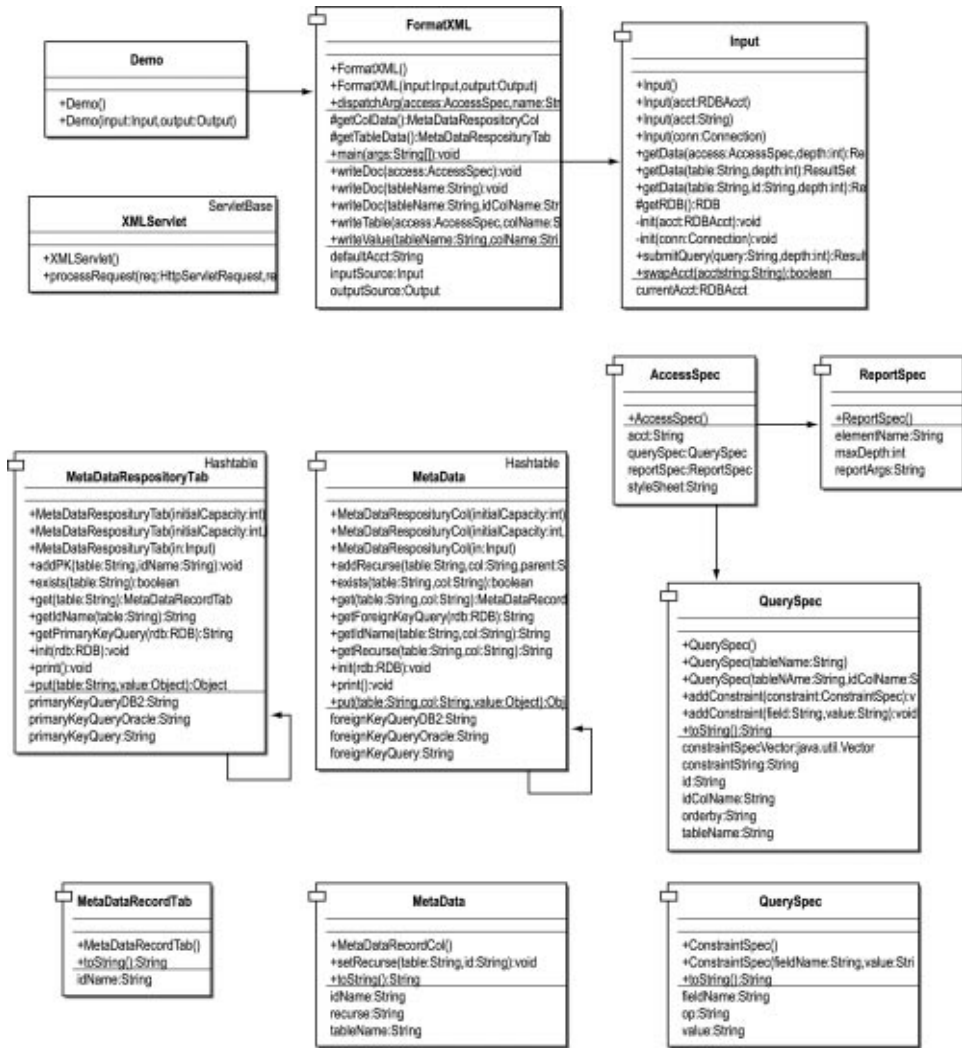 Demo
+Demo()
+Demo(input:Input,output:Output)
FormatXML
+FormatXML()
+FormatXML(input:Input,output:Output)
+dispatchArg(access:AccessSpec,name:Str
#getColData():MetaDataRespositoryCol
#getTableData():MetaDataResposituryTab
+main(args:String[]):void
+writeDoc(access:AccessSpec):void
+writeDoc(tableName:String):void
+writeDoc(tableName:String,idColName:Stri
+writeTable(access:AccessSpec,colName:S
+writeValue(tableName:String,colName:Stri
defaultAcct:String
inputSource:Input
outputSource:Output
Input
+Input()
+Input(acct:RDBAcct)
+Input(acct:String)
+Input(conn:Connection)
+getData(access:AccessSpec,depth:int):Re
+getData(table:String,depth:int):ResultSet
+getData(table:String,id:String,depth:int):Re
#getRDB():RDB
-init(acct:RDBAcct):void
-init(conn:Connection):void
+submitQuery(query:String,depth:int):Result
+swapAcct(acctstring:String):boolean
currentAcct:RDBAcct
ServletBase
XMLServlet
+XMLServlet()
+processRequest(req:HttpServletRequest,re
AccessSpec
+AccessSpec()
acct:String
querySpec:QuerySpec
reportSpec:ReportSpec
styleSheet:String
ReportSpec
+ReportSpec()
elementName:String
maxDepth:int
reportArgs:String
Hashtable
MetaDataRespositoryTab
+MetaDataResposituryTab(initialCapacity:int)
+MetaDataResposituryTab(initialCapacity:int,
+MetaDataResposituryTab(in:Input)
+addPK(table:String,idName:String):void
+exists(table:String):boolean
+get(table:String):MetaDataRecordTab
+getIdName(table:String):String
+getPrimaryKeyQuery(rdb:RDB):String
+init(rdb:RDB):void
+print():void
+put(table:String,value:Object):Object
primaryKeyQueryDB2:String
primaryKeyQueryOracle:String
primaryKeyQuery:String
Hashtable
MetaData
+MetaDataResposituryCol(initialCapacity:int)
+MetaDataResposituryCol(initialCapacity:int,
+MetaDataResposituryCol(in:Input)
+addRecurse(table:String,col:String,parent:S
+exists(table:String,col:String):boolean
+get(table:String,col:String):MetaDataRecord
+getForeignKeyQuery(rdb:RDB):String
+getIdName(table:String,col:String):String
+getRecurse(table:String,col:String):String
+init(rdb:RDB):void
+print():void
+put(table:String,col:String,value:Object):Obj
foreignKeyQueryDB2:String
foreignKeyQueryOracle:String
foreignKeyQuery:String
QuerySpec
+QuerySpec()
+QuerySpec(tableName:String)
+QuerySpec(tableNAme:String,idColName:S
+addConstraint(constraint:ConstraintSpec):v
+addConstraint(field:String,value:String):void
+toString():String
constraintSpecVector:java.util.Vector
constraintString:String
id:String
idColName:String
orderby:String
tableName:String
MetaDataRecordTab
+MetaDataRecordTab()
+toString():String
idName:String
MetaData
+MetaDataRecordCol()
+setRecurse(table:String,id:String):void
+toString():String
idName:String
recurse:String
tableName:String
QuerySpec
+ConstraintSpec()
+ConstraintSpec(fieldName:String,value:Stri
+toString():String
fieldName:String
op:String
value:String